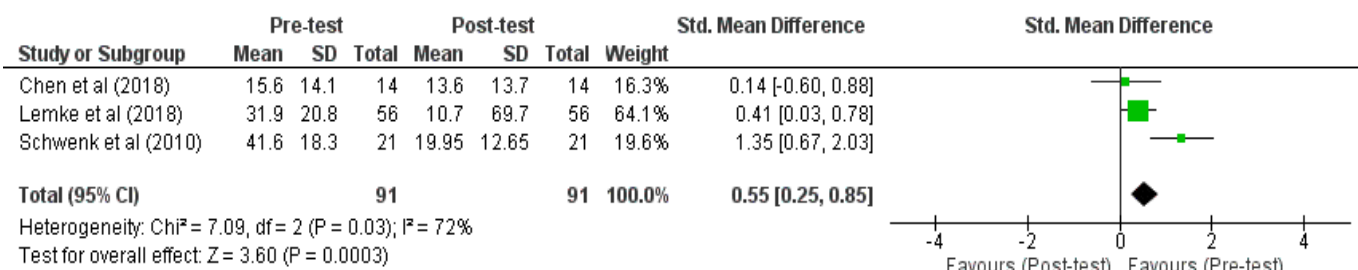 Pre-test Post-test Std. Mean Difference Std. Mean Difference
Study or Subgroup Mean SD Total Mean SD Total Weight
Chen et al (2018) 15.6 14.1 14 13.6 13.7 14 16.3% 0.14 [-0.60, 0.88]
Lemke et al (2018) 31.9 20.8 56 10.7 69.7 56 64.1% 0.41 [0.03, 0.78]
Schwenk et al (2010) 41.6 18.3 21 19.95 12.65 21 19.6% 1.35 [0.67, 2.03]
Total (95% CI) 91 91 100.0% 0.55 [0.25, 0.85]
Heterogeneity: Chi² = 7.09, df = 2 (P = 0.03); I² = 72%
Test for overall effect: Z = 3.60 (P = 0.0003)
-4 -2 0 2 4
Favours (Post-test) Favours (Pre-test)